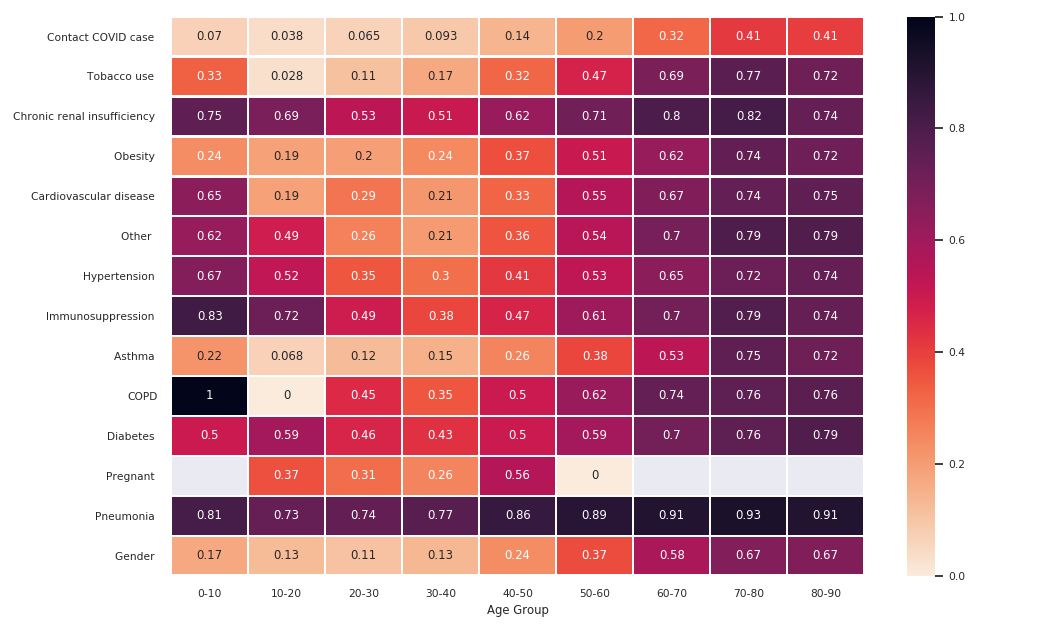 Contact COVID case 0.07 0.038 0.065 0.093 0.14 0.2 0.32 0.41 0.41
Tobacco use 0.33 0.028 0.11 0.17 0.32 0.47 0.69 0.77 0.72
Chronic renal insufficiency 0.75 0.69 0.53 0.51 0.62 0.71 0.8 0.82 0.74
Obesity 0.24 0.19 0.2 0.24 0.37 0.51 0.62 0.74 0.72
Cardiovascular disease 0.65 0.19 0.29 0.21 0.33 0.55 0.67 0.74 0.75
Other 0.62 0.49 0.26 0.21 0.36 0.54 0.7 0.79 0.79
Hypertension 0.67 0.52 0.35 0.3 0.41 0.53 0.65 0.72 0.74
Immunosuppression 0.83 0.72 0.49 0.38 0.47 0.61 0.7 0.79 0.74
Asthma 0.22 0.068 0.12 0.15 0.26 0.38 0.53 0.75 0.72
COPD 1 0 0.45 0.35 0.5 0.62 0.74 0.76 0.76
Diabetes 0.5 0.59 0.46 0.43 0.5 0.59 0.7 0.76 0.79
Pregnant 0.37 0.31 0.26 0.56 0
Pneumonia 0.81 0.73 0.74 0.77 0.86 0.89 0.91 0.93 0.91
Gender 0.17 0.13 0.11 0.13 0.24 0.37 0.58 0.67 0.67
0-10 10-20 20-30 30-40 40-50 50-60 60-70 70-80 80-90
Age Group
1.0
0.8
0.6
0.4
0.2
0.0